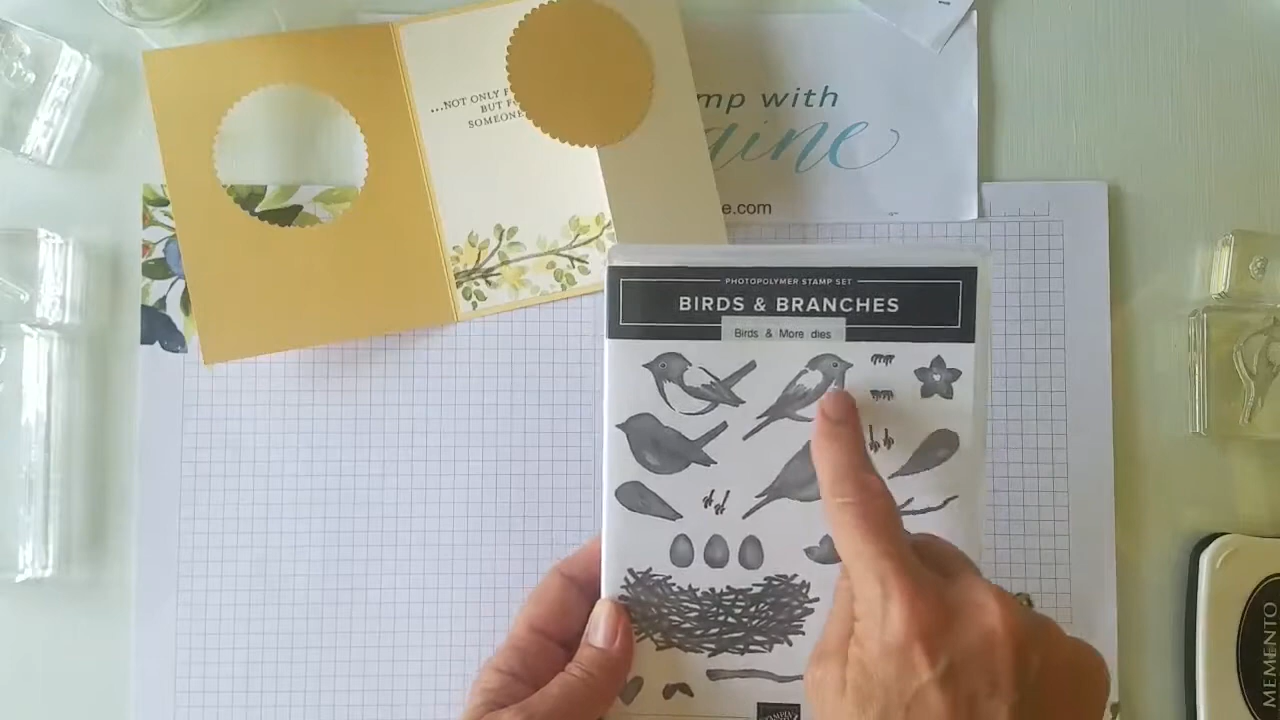 ...NOT ONLY
BUT
SOMEONE
mp with
aine
e.com
PHOTOPOLYMER STAMP SET
BIRDS & BRANCHES
Birds & More dies
MEMENTO